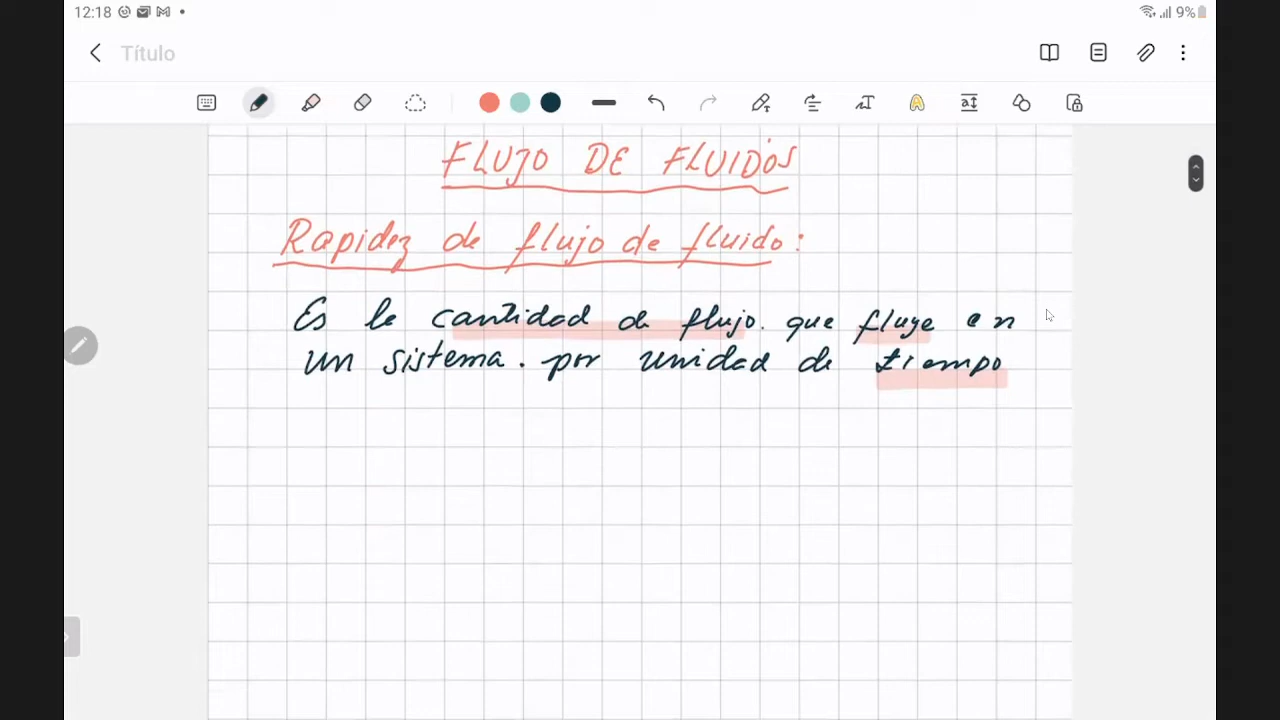 12:18
9%
Título
FLUJO DE FLUIDOS
Rapidez de flujo de fluido:
Es la cantidad de flujo. que fluye en
un sistema. por unidad de tiempo